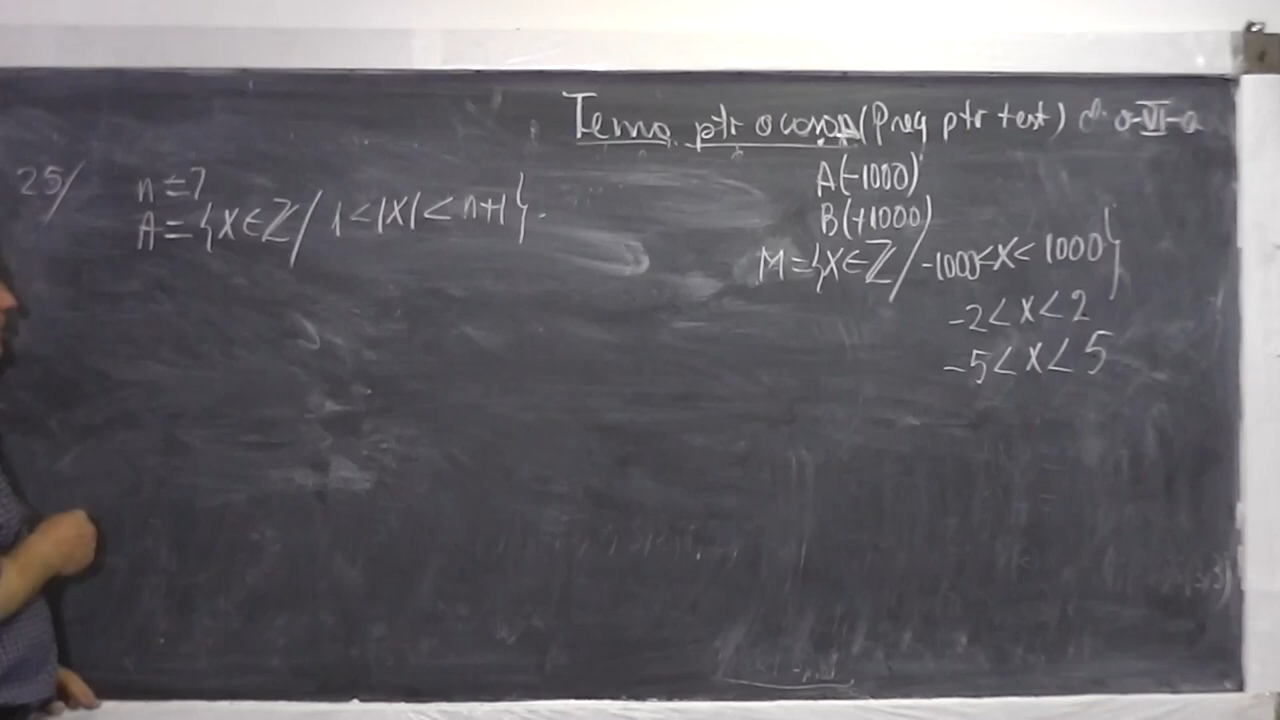 Tema ptr acasa (Preg ptr test) cl. a-VI-a
25/ n=7
A={x∈ℤ/ 1<|x|<n+1}.
A(-1000)
B(+1000)
M={x∈ℤ/ -1000<x<1000}
-2<x<2
-5<x<5